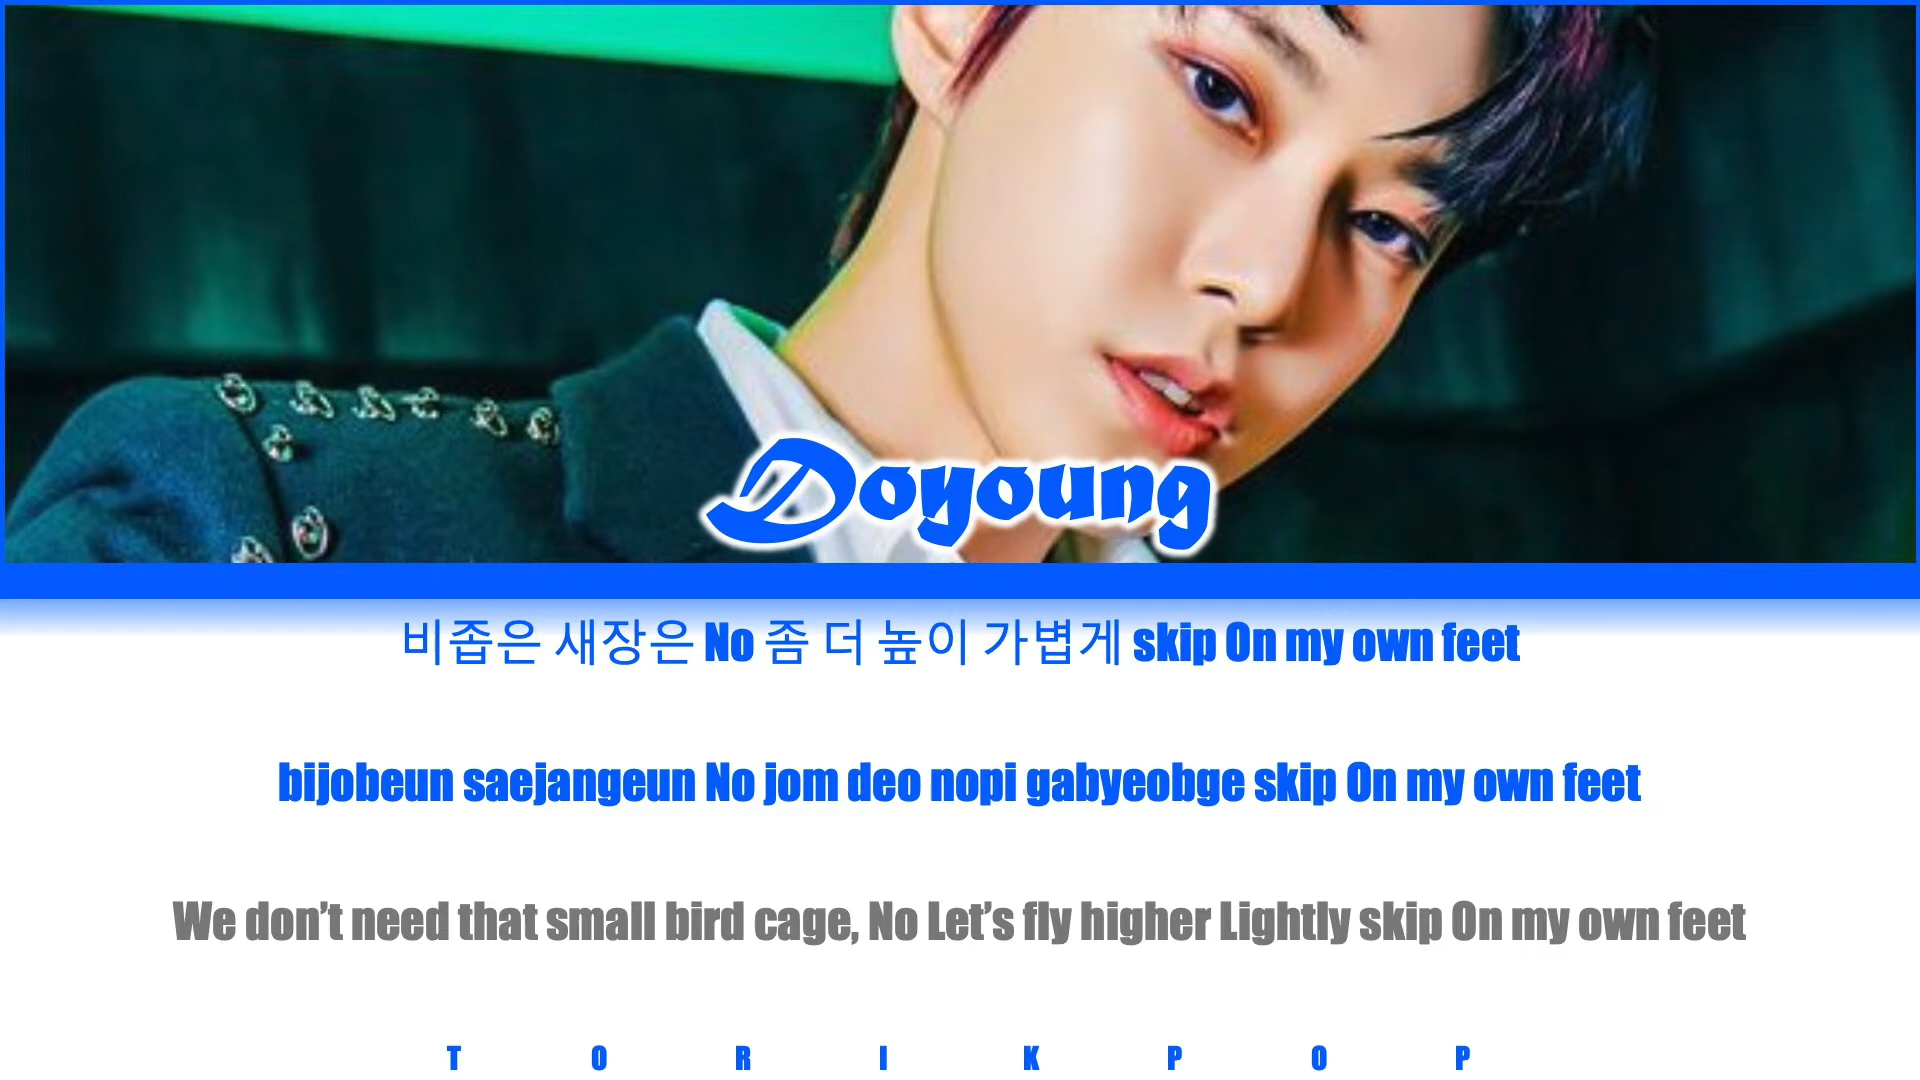 Doyoung
비좁은 새장은 No 좀 더 높이 가볍게 skip On my own feet
bijobeun saejangeun No jom deo nopi gabyeobge skip On my own feet
We don’t need that small bird cage, No Let’s fly higher Lightly skip On my own feet
T O R I K P O P